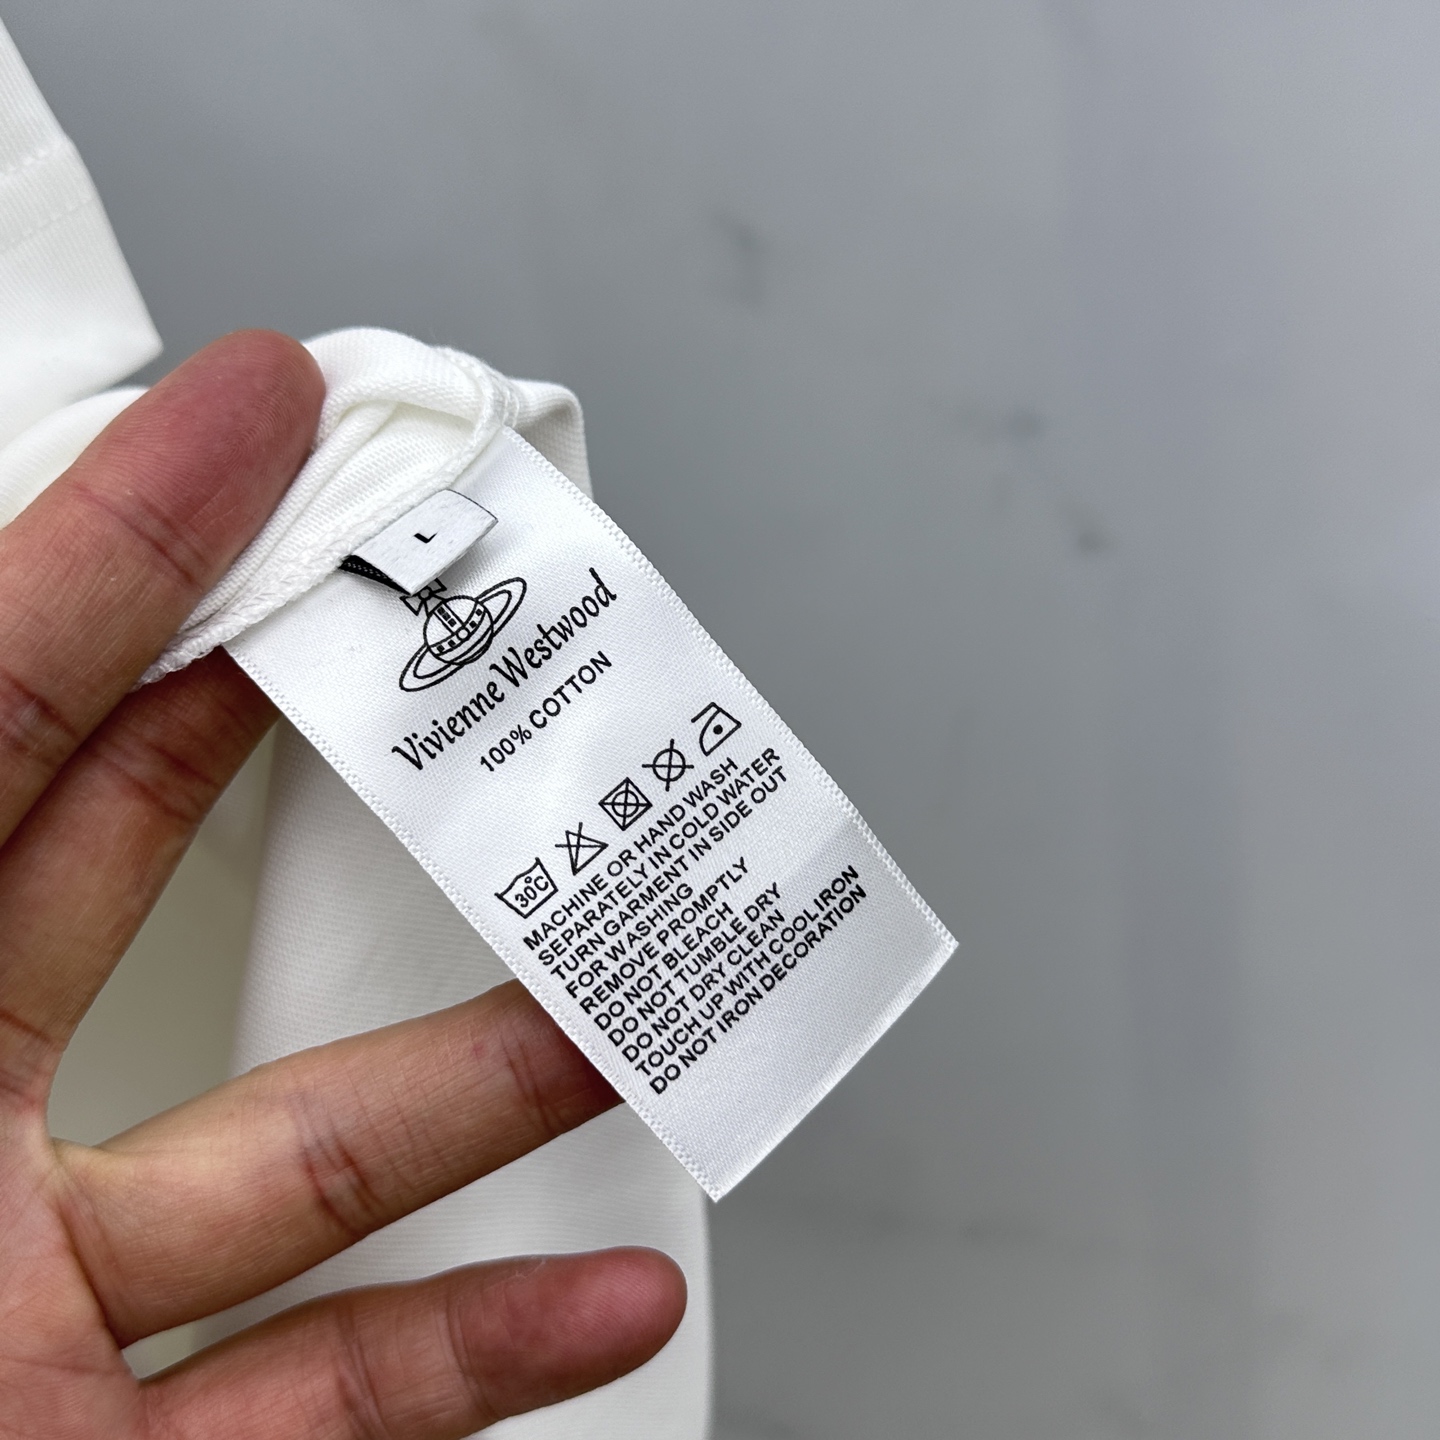 L
Vivienne Westwood
100% COTTON
30°C
MACHINE OR HAND WASH
SEPARATELY IN COLD WATER
TURN GARMENT IN SIDE OUT
FOR WASHING
REMOVE PROMPTLY
DO NOT BLEACH
DO NOT TUMBLE DRY
DO NOT DRY CLEAN
TOUCH UP WITH COOL IRON
DO NOT IRON DECORATION